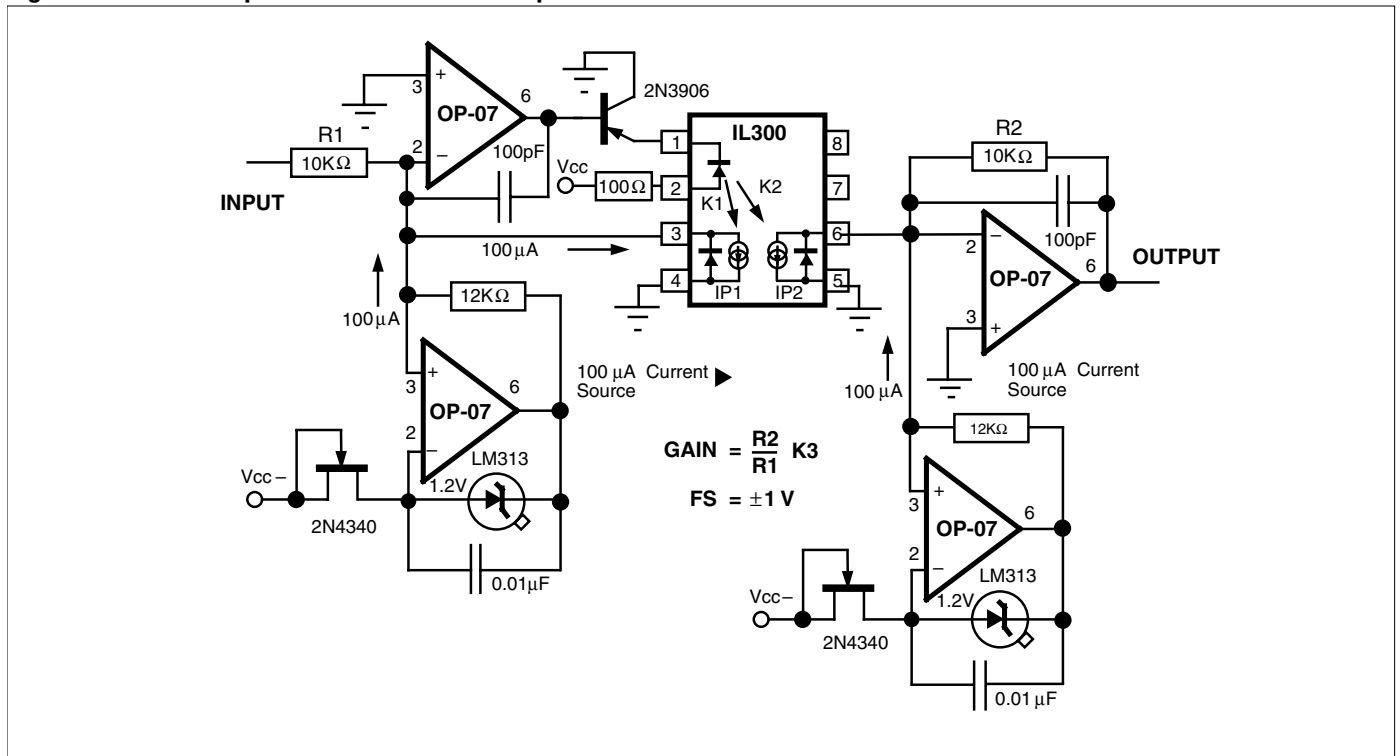 3
+
6
OP-07
2
–
2N3906
R1
10KΩ
INPUT
100pF
Vcc
100Ω
IL300
1
2
3
4
8
7
6
5
K1
K2
IP1
IP2
100 µA
100 µA
12KΩ
+
3
6
OP-07
2
–
100 µA Current
Source
LM313
1.2V
Vcc –
2N4340
0.01µF
GAIN = R2
R1 K3
FS = ±1 V
R2
10KΩ
100pF
–
2
6
OP-07
3
+
OUTPUT
100 µA Current
Source
100 µA
12KΩ
+
3
6
OP-07
2
–
LM313
1.2V
Vcc–
2N4340
0.01 µF